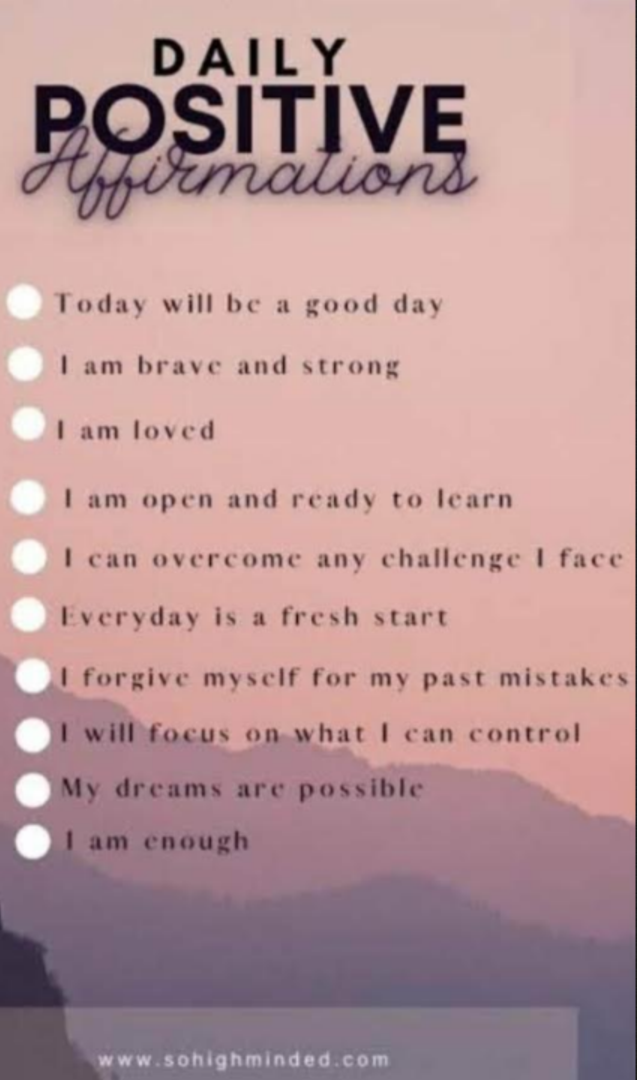 DAILY
POSITIVE
Affirmations
Today will be a good day
I am brave and strong
I am loved
I am open and ready to learn
I can overcome any challenge I face
Everyday is a fresh start
I forgive myself for my past mistakes
I will focus on what I can control
My dreams are possible
I am enough
www.sohighminded.com